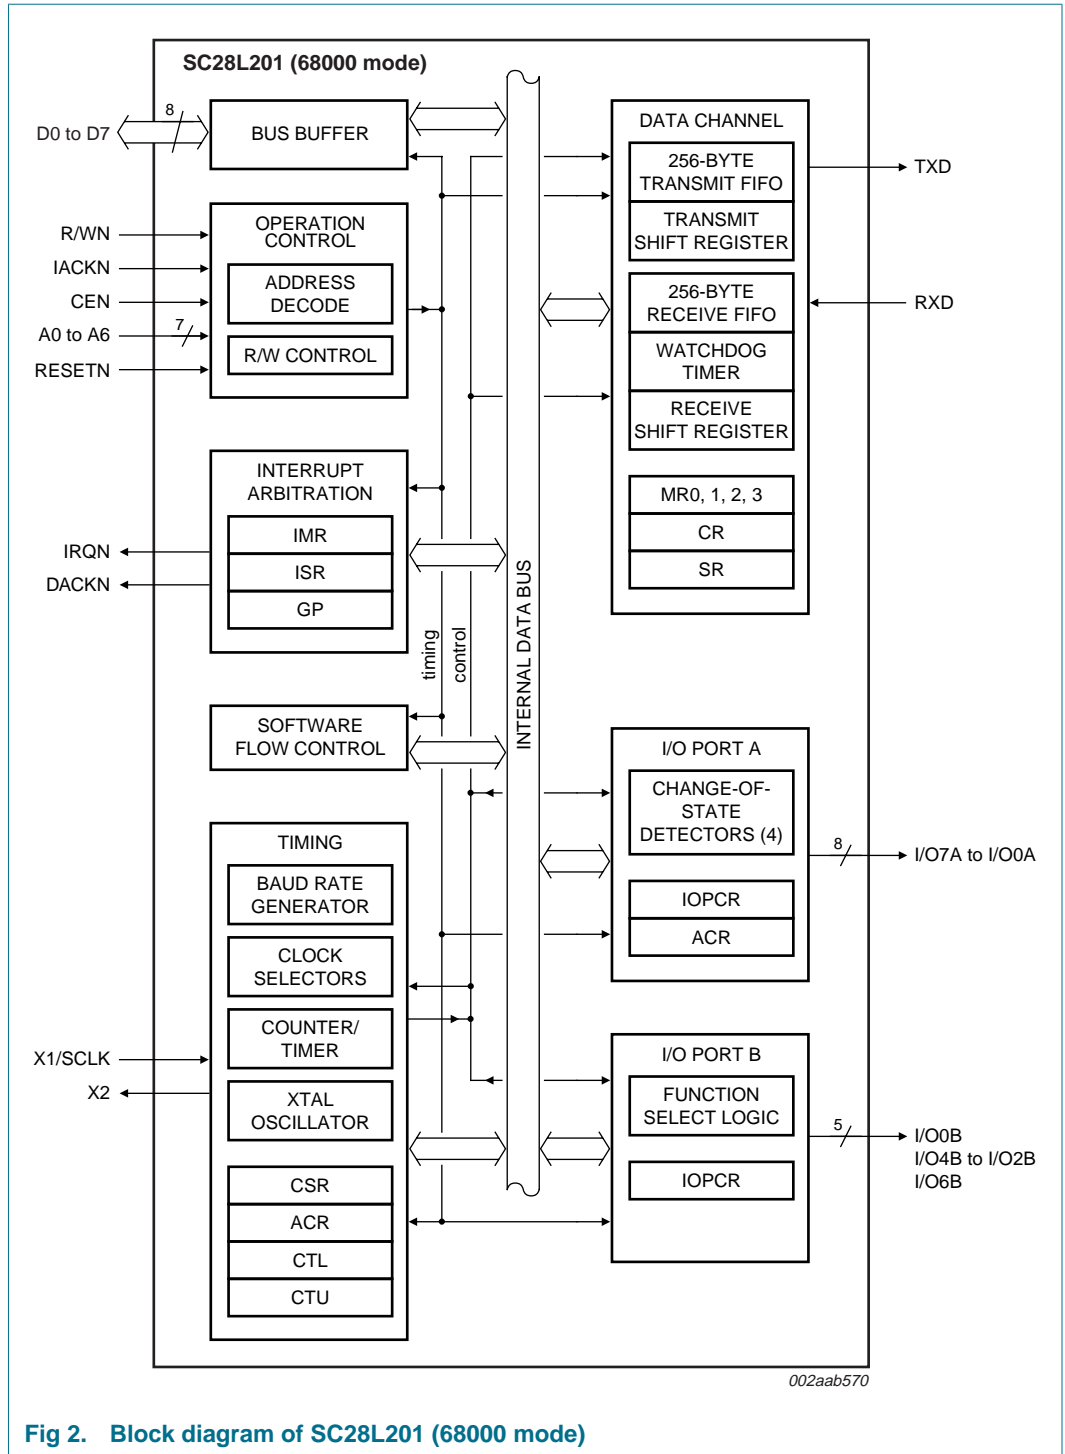 SC28L201 (68000 mode)
D0 to D7
8
BUS BUFFER
R/WN
IACKN
CEN
A0 to A6
7
RESETN
OPERATION
CONTROL
ADDRESS
DECODE
R/W CONTROL
INTERRUPT
ARBITRATION
IMR
ISR
GP
IRQN
DACKN
timing
control
INTERNAL DATA BUS
SOFTWARE
FLOW CONTROL
TIMING
BAUD RATE
GENERATOR
CLOCK
SELECTORS
COUNTER/
TIMER
XTAL
OSCILLATOR
CSR
ACR
CTL
CTU
X1/SCLK
X2
DATA CHANNEL
256-BYTE
TRANSMIT FIFO
TRANSMIT
SHIFT REGISTER
256-BYTE
RECEIVE FIFO
WATCHDOG
TIMER
RECEIVE
SHIFT REGISTER
MR0, 1, 2, 3
CR
SR
TXD
RXD
I/O PORT A
CHANGE-OF-
STATE
DETECTORS (4)
IOPCR
ACR
8
I/O7A to I/O0A
I/O PORT B
FUNCTION
SELECT LOGIC
IOPCR
5
I/O0B
I/O4B to I/O2B
I/O6B
002aab570
Fig 2. Block diagram of SC28L201 (68000 mode)